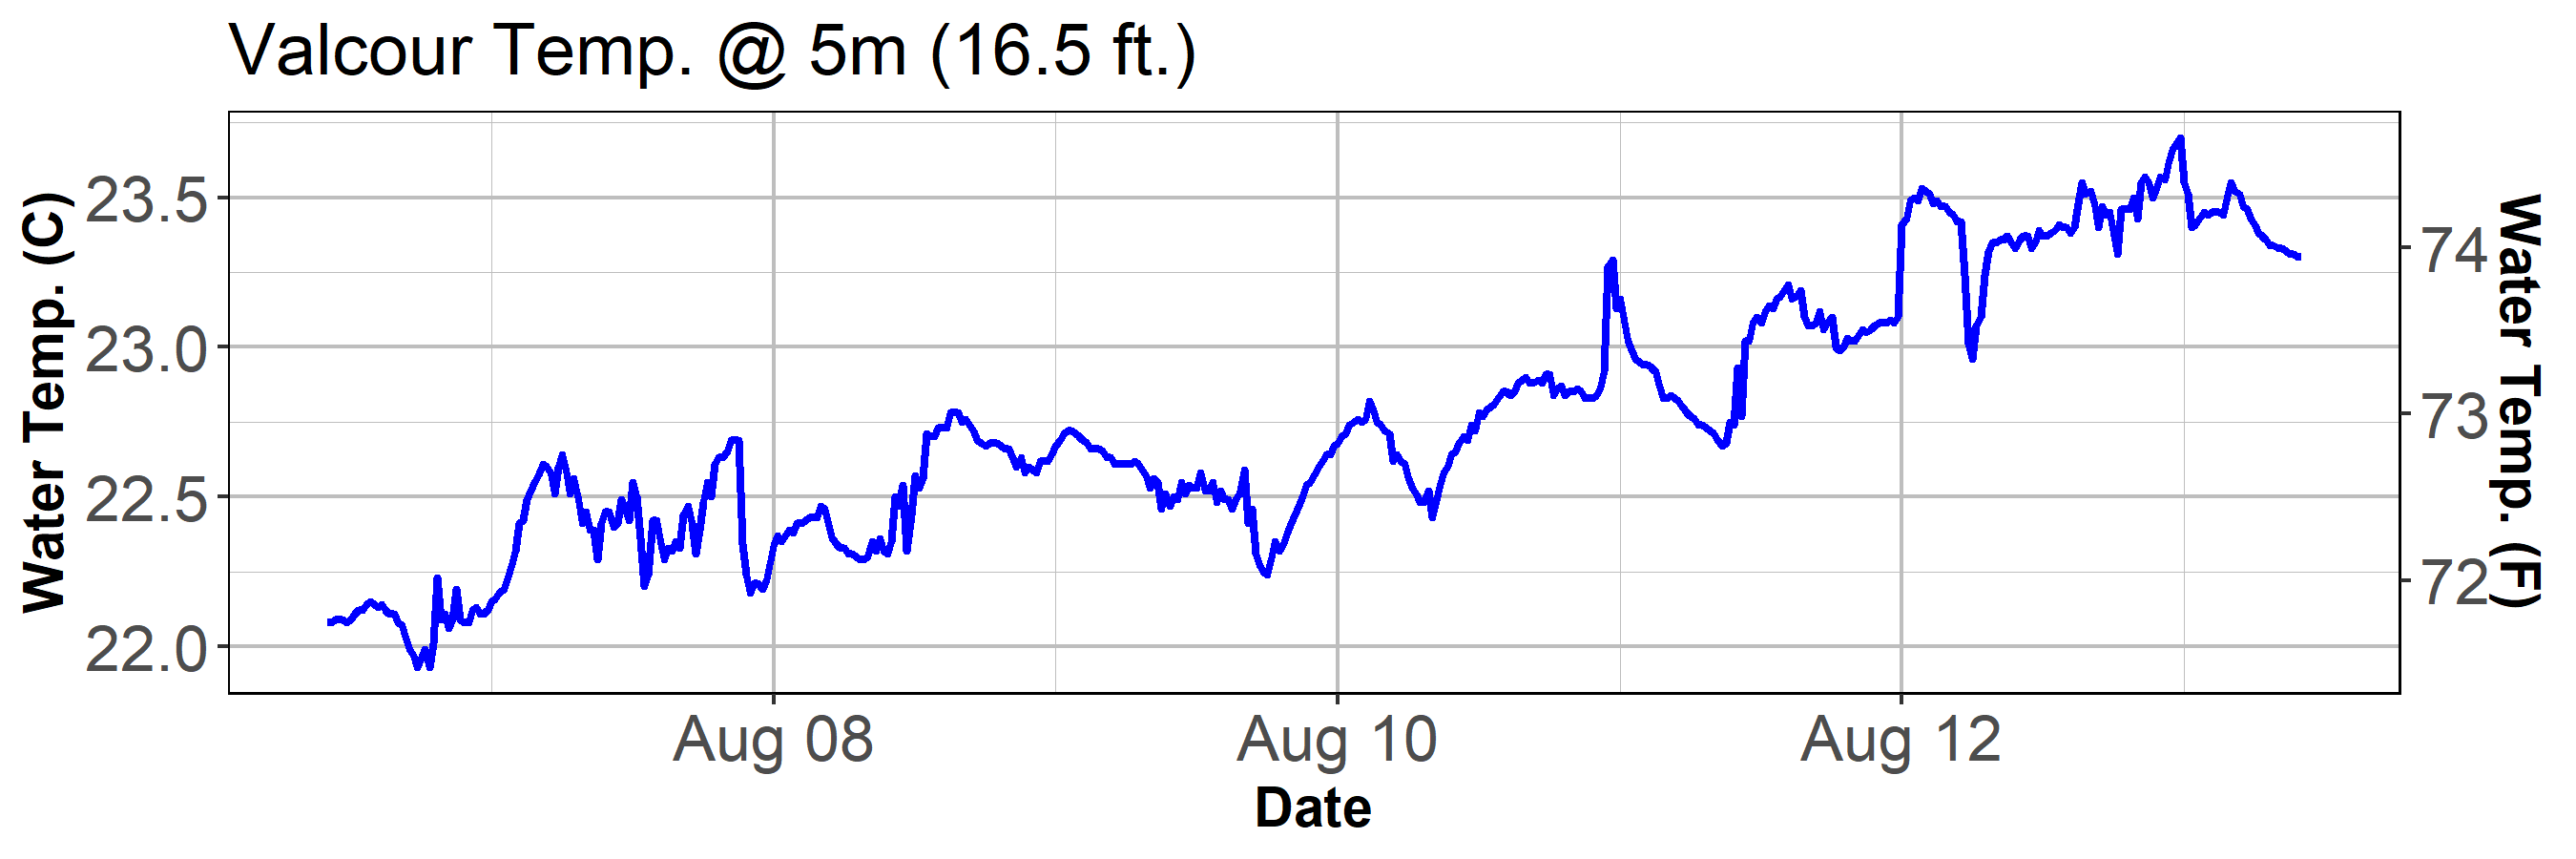 Valcour Temp. @ 5m (16.5 ft.)
Water Temp. (C)
23.5
23.0
22.5
22.0
74
73
72
Water Temp. (F)
Aug 08
Aug 10
Aug 12
Date